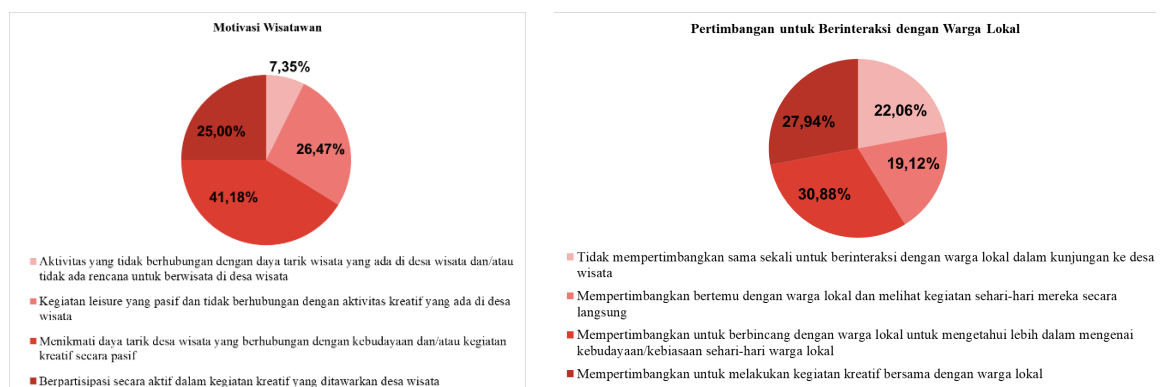 Motivasi Wisatawan
7,35%
26,47%
41,18%
25,00%
Aktivitas yang tidak berhubungan dengan daya tarik wisata yang ada di desa wisata dan/atau
tidak ada rencana untuk berwisata di desa wisata
Kegiatan leisure yang pasif dan tidak berhubungan dengan aktivitas kreatif yang ada di desa
wisata
Menikmati daya tarik desa wisata yang berhubungan dengan kebudayaan dan/atau kegiatan
kreatif secara pasif
Berpartisipasi secara aktif dalam kegiatan kreatif yang ditawarkan desa wisata
Pertimbangan untuk Berinteraksi dengan Warga Lokal
22,06%
19,12%
30,88%
27,94%
Tidak mempertimbangkan sama sekali untuk berinteraksi dengan warga lokal dalam kunjungan ke desa
wisata
Mempertimbangkan bertemu dengan warga lokal dan melihat kegiatan sehari-hari mereka secara
langsung
Mempertimbangkan untuk berbincang dengan warga lokal untuk mengetahui lebih dalam mengenai
kebudayaan/kebiasaan sehari-hari warga lokal
Mempertimbangkan untuk melakukan kegiatan kreatif bersama dengan warga lokal